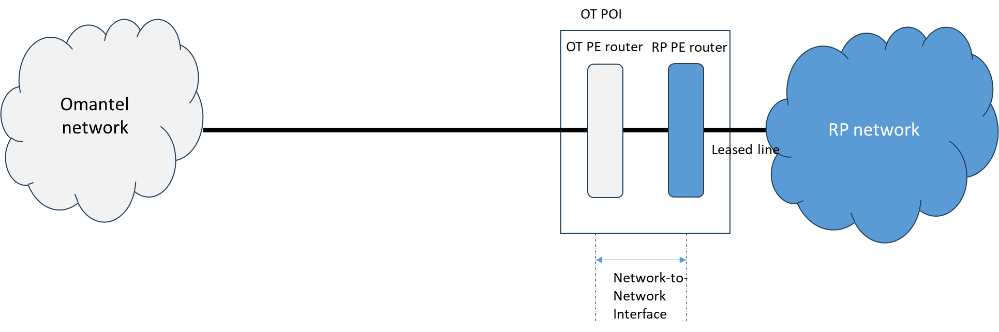 OT POI
OT PE router
RP PE router
Omantel
network
RP network
Leased line
Network-to-
Network
Interface